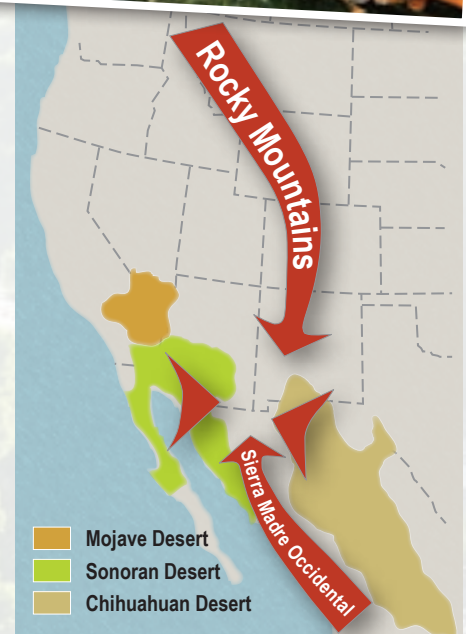 Rocky Mountains
Sierra Madre Occidental
Mojave Desert
Sonoran Desert
Chihuahuan Desert